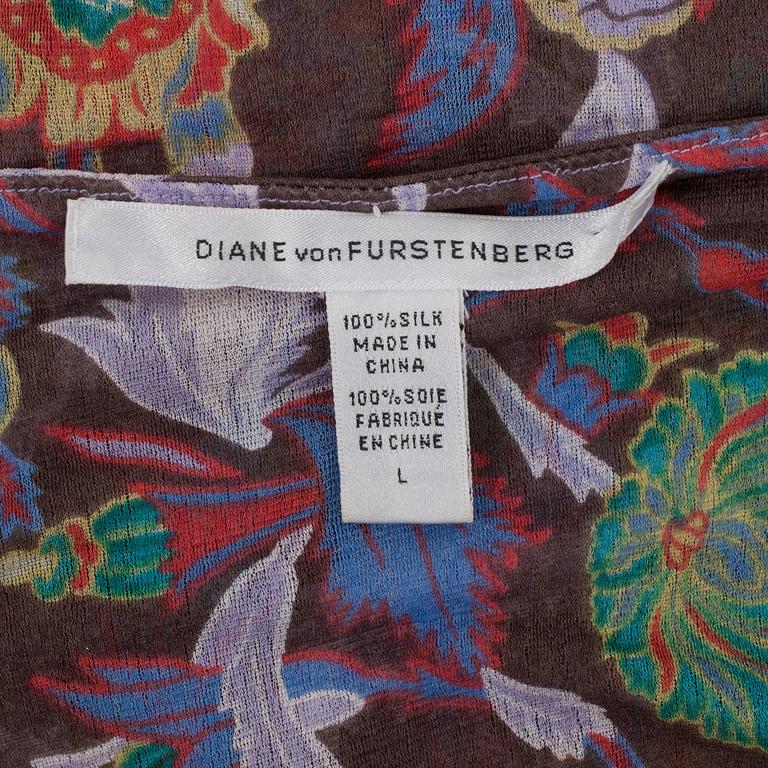 DIANE von FURSTENBERG
100% SILK
MADE IN
CHINA
100% SOIE
FABRIQUÉ
EN CHINE
L